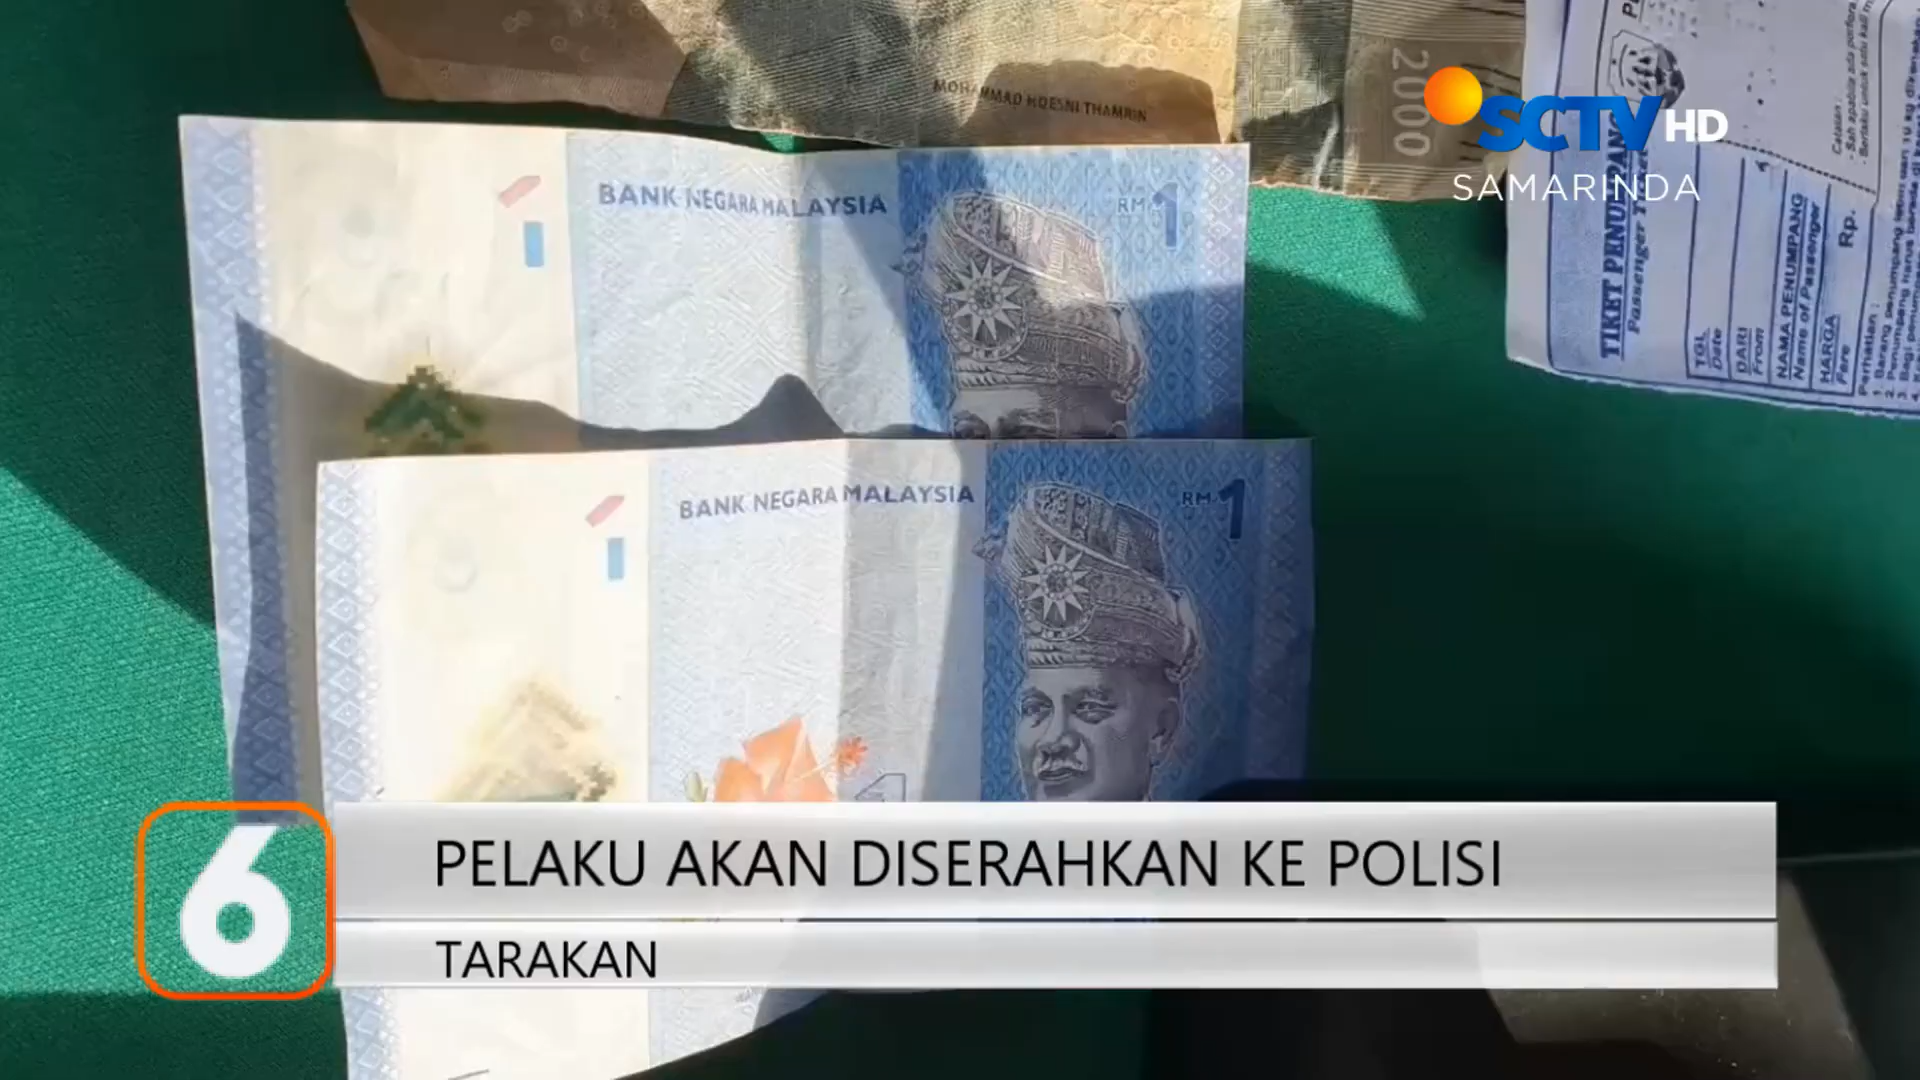 MOHAMMAD HOESNI THAMRIN
2000
SCTV HD
SAMARINDA
BANK NEGARA MALAYSIA
RM 1
BANK NEGARA MALAYSIA
RM 1
TIKET PENUMPANG
Passenger Ticket
TGL
Date
DARI
From
NAMA PENUMPANG
Name of Passenger
HARGA
Fare
Rp.
Perhatian :
Catatan :
6
PELAKU AKAN DISERAHKAN KE POLISI
TARAKAN